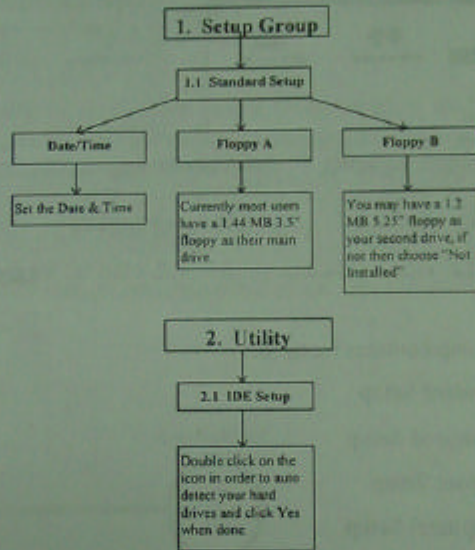 1. Setup Group
1.1 Standard Setup
Date/Time
Floppy A
Floppy B
Set the Date & Time
Currently most users
have a 1.44 MB 3.5"
floppy as their main
drive.
You may have a 1.2
MB 5.25" floppy as
your second drive, if
not then choose "Not
Installed"
2. Utility
2.1 IDE Setup
Double click on the
icon in order to auto
detect your hard
drives and click Yes
when done